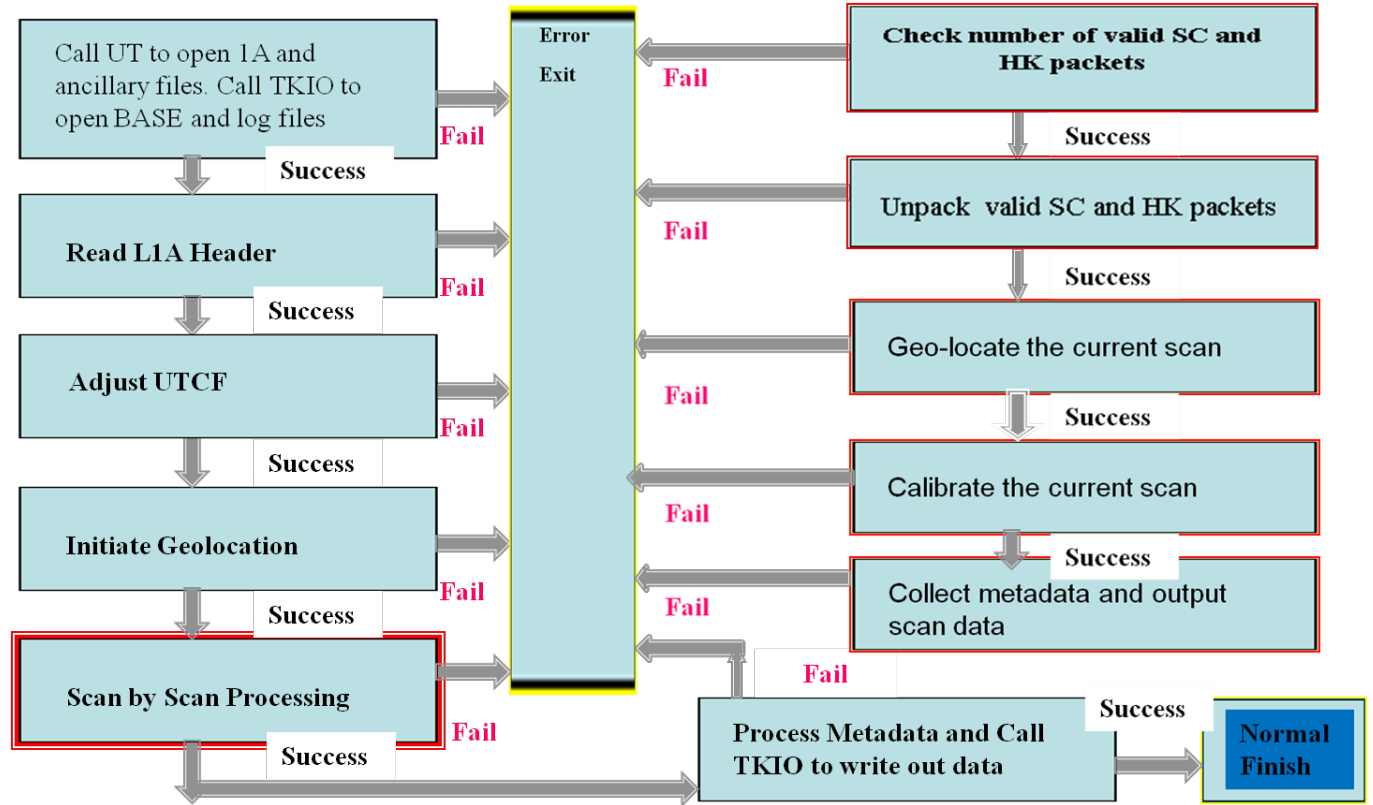 Call UT to open 1A and
ancillary files. Call TKIO to
open BASE and log files
Fail
Success
Read L1A Header
Fail
Success
Adjust UTCF
Fail
Success
Initiate Geolocation
Fail
Success
Scan by Scan Processing
Fail
Success
Error
Exit
Check number of valid SC and
HK packets
Fail
Success
Unpack valid SC and HK packets
Fail
Success
Geo-locate the current scan
Fail
Success
Calibrate the current scan
Fail
Success
Collect metadata and output
scan data
Fail
Fail
Process Metadata and Call
TKIO to write out data
Success
Normal
Finish